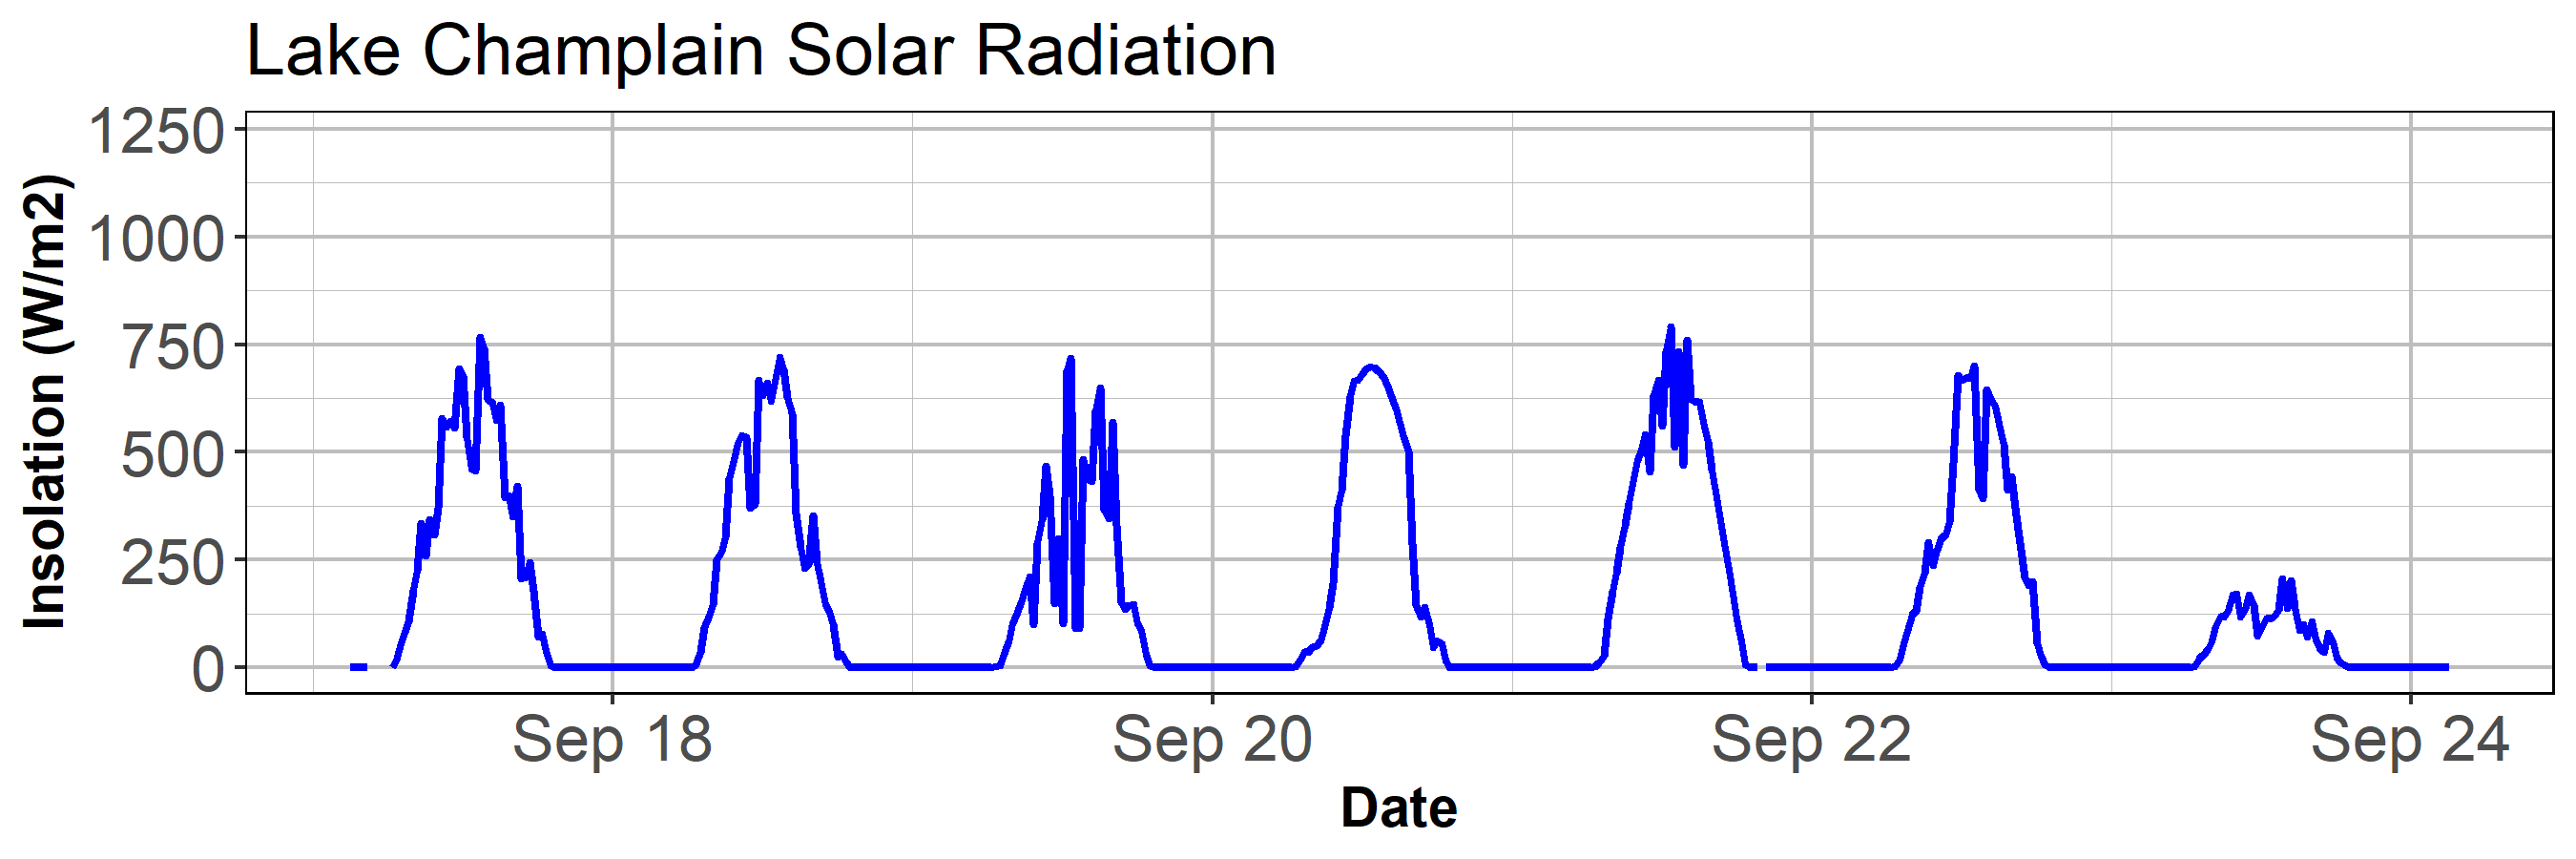 Lake Champlain Solar Radiation
1250
1000
750
500
250
0
Insolation (W/m2)
Sep 18
Sep 20
Sep 22
Sep 24
Date